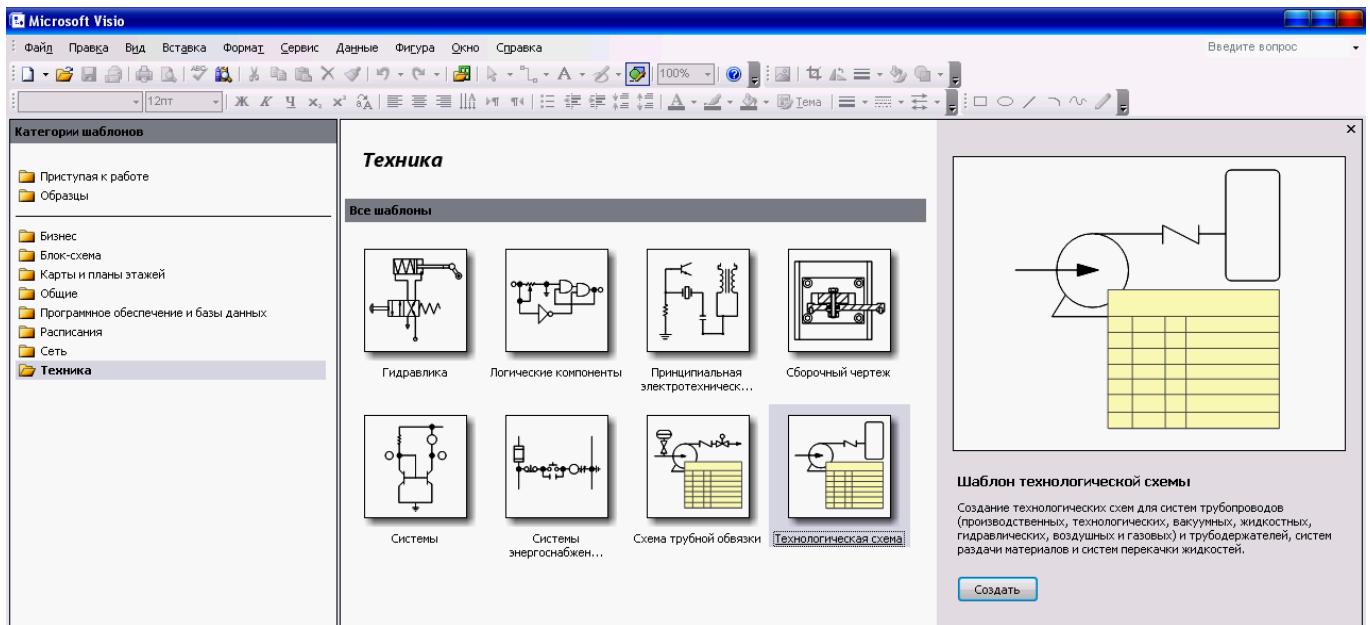 Microsoft Visio
Файл Правка Вид Вставка Формат Сервис Данные Фигура Окно Справка Введите вопрос
100%
12пт Ж К Ч x₂ x² Тема
Категории шаблонов
Приступая к работе
Образцы
Бизнес
Блок-схема
Карты и планы этажей
Общие
Программное обеспечение и базы данных
Расписания
Сеть
Техника
Техника
Все шаблоны
Гидравлика Логические компоненты Принципиальная электротехническ... Сборочный чертеж
Системы Системы энергоснабжен... Схема трубной обвязки Технологическая схема
Шаблон технологической схемы
Создание технологических схем для систем трубопроводов
(производственных, технологических, вакуумных, жидкостных,
гидравлических, воздушных и газовых) и трубодержателей, систем
раздачи материалов и систем перекачки жидкостей.
Создать